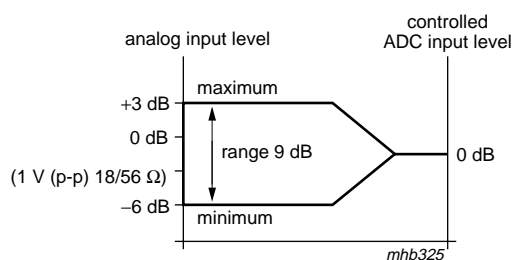 controlled
analog input level
ADC input level
maximum
+3 dB
0 dB
range 9 dB
0 dB
(1 V (p-p) 18/56 Ω)
−6 dB
minimum
mhb325